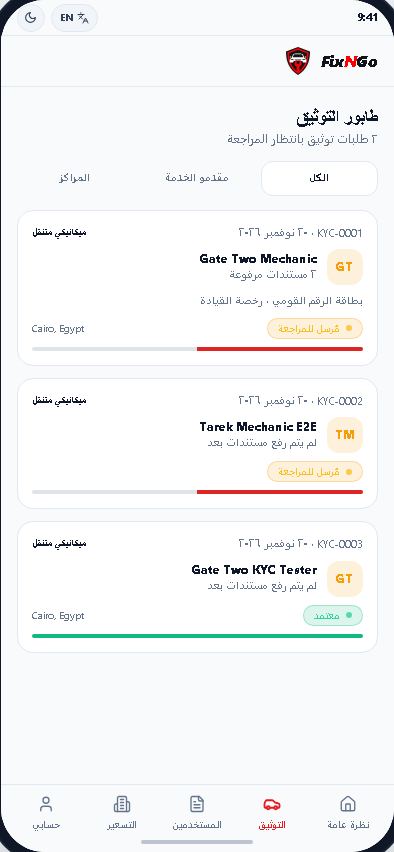 9:41
EN
FixNGo
طابور التوثيق
٢ طلبات توثيق بانتظار المراجعة
الكل
مقدمو الخدمة
المراكز
KYC-0001 · ٢٠ نوفمبر ٢٠٢٦
ميكانيكي متنقل
GT
Gate Two Mechanic
٢ مستندات مرفوعة
بطاقة الرقم القومي · رخصة القيادة
مُرسل للمراجعة
Cairo, Egypt
KYC-0002 · ٢٠ نوفمبر ٢٠٢٦
ميكانيكي متنقل
TM
Tarek Mechanic E2E
لم يتم رفع مستندات بعد
مُرسل للمراجعة
KYC-0003 · ٢٠ نوفمبر ٢٠٢٦
ميكانيكي متنقل
GT
Gate Two KYC Tester
لم يتم رفع مستندات بعد
معتمد
Cairo, Egypt
نظرة عامة
التوثيق
المستخدمين
التسعير
حسابي